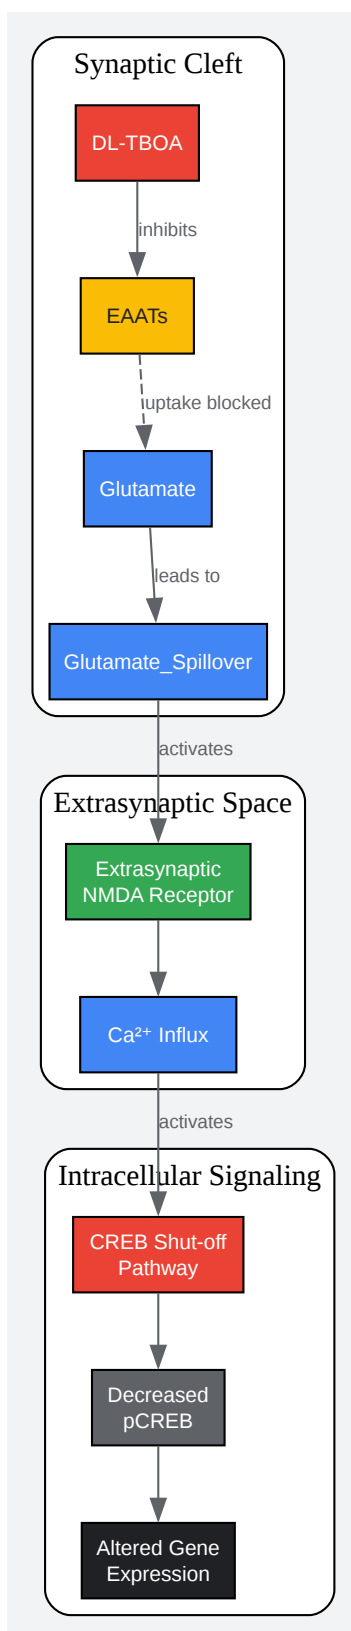 Synaptic Cleft
DL-TBOA
inhibits
EAATs
uptake blocked
Glutamate
leads to
Glutamate_Spillover
activates
Extrasynaptic Space
Extrasynaptic
NMDA Receptor
Ca²⁺ Influx
activates
Intracellular Signaling
CREB Shut-off
Pathway
Decreased
pCREB
Altered Gene
Expression